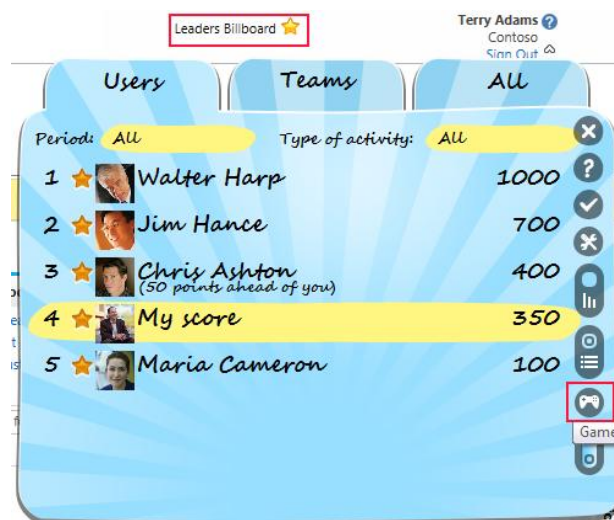 Leaders Billboard
Terry Adams
Contoso
Sign Out
Users Teams All
Period: All Type of activity: All
1 Walter Harp 1000
2 Jim Hance 700
3 Chris Ashton 400
(50 points ahead of you)
4 My score 350
5 Maria Cameron 100
Game